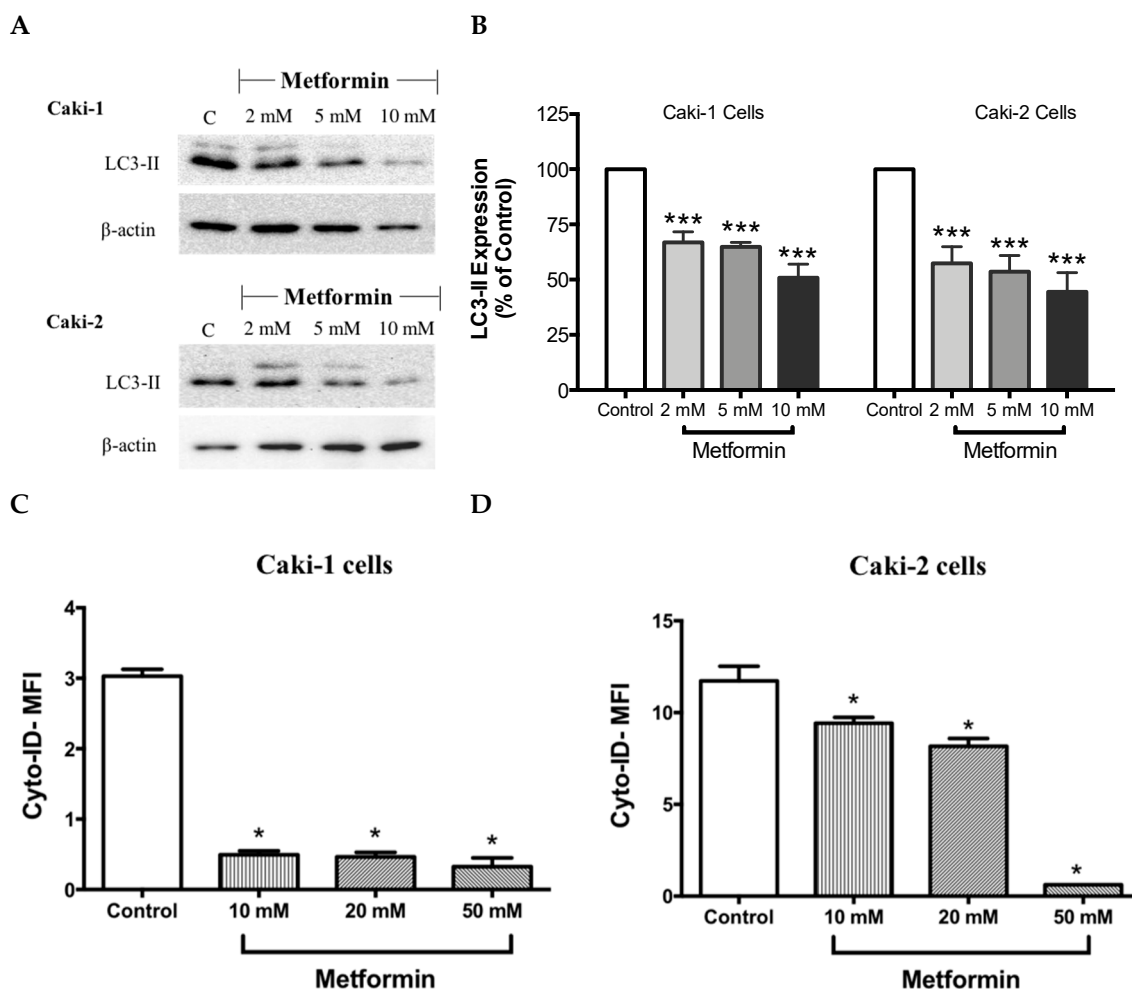 A
Metformin
Caki-1
C 2 mM 5 mM 10 mM
LC3-II
β-actin
Metformin
Caki-2
C 2 mM 5 mM 10 mM
LC3-II
β-actin
B
Caki-1 Cells Caki-2 Cells
LC3-II Expression
(% of Control)
125
100
75
50
25
0
*** *** *** *** *** ***
Control 2 mM 5 mM 10 mM Control 2 mM 5 mM 10 mM
Metformin Metformin
C
Caki-1 cells
Cyto-ID- MFI
4
3
2
1
0
* * *
Control 10 mM 20 mM 50 mM
Metformin
D
Caki-2 cells
Cyto-ID- MFI
15
10
5
0
* * *
Control 10 mM 20 mM 50 mM
Metformin